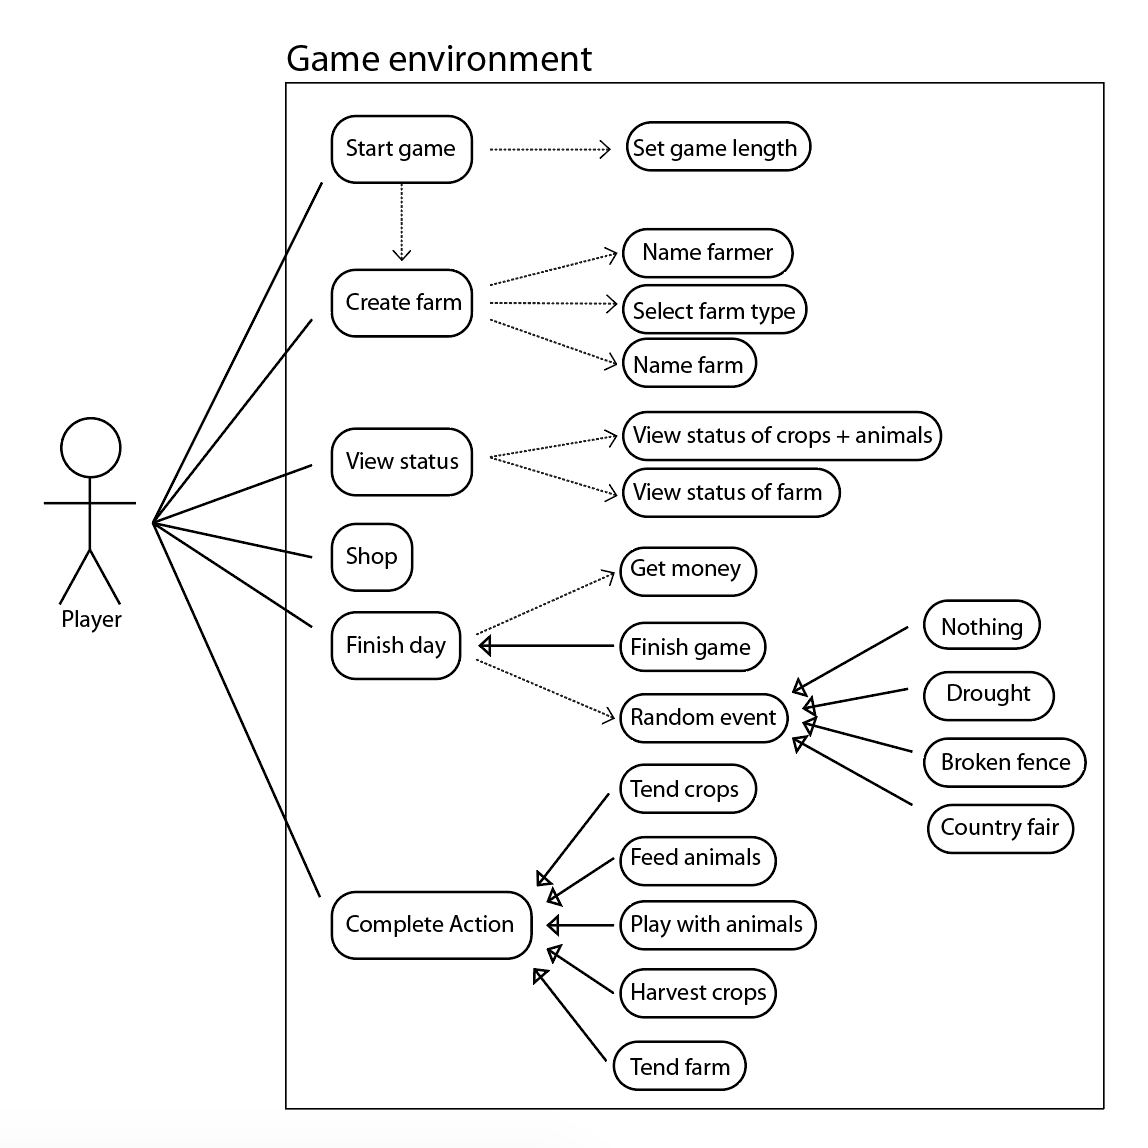 Game environment
Start game
Set game length
Name farmer
Create farm
Select farm type
Name farm
View status of crops + animals
View status
View status of farm
Shop
Get money
Player
Finish day
Finish game
Nothing
Random event
Drought
Broken fence
Tend crops
Country fair
Feed animals
Complete Action
Play with animals
Harvest crops
Tend farm